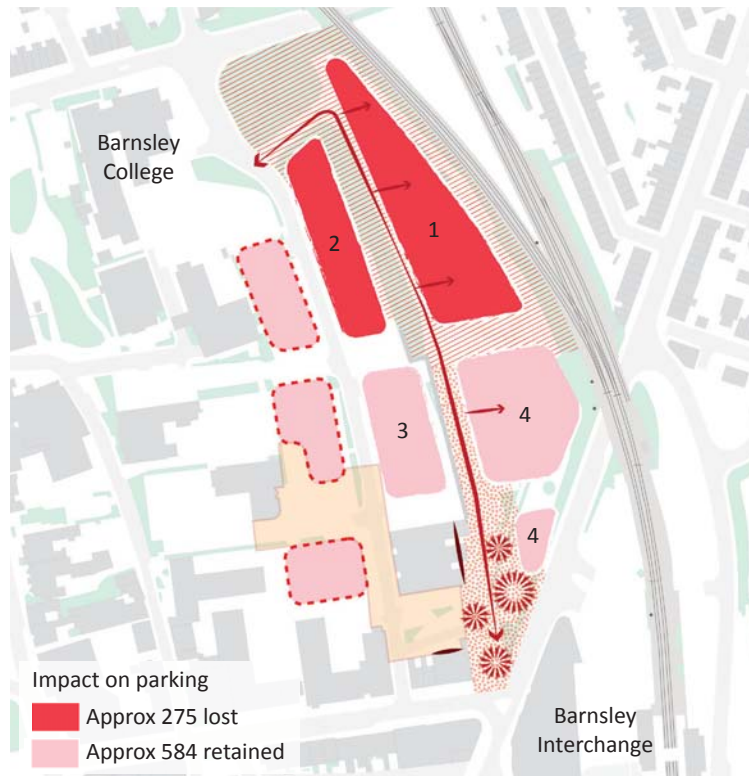 Barnsley
College
1
2
3
4
4
Impact on parking
Approx 275 lost
Approx 584 retained
Barnsley
Interchange